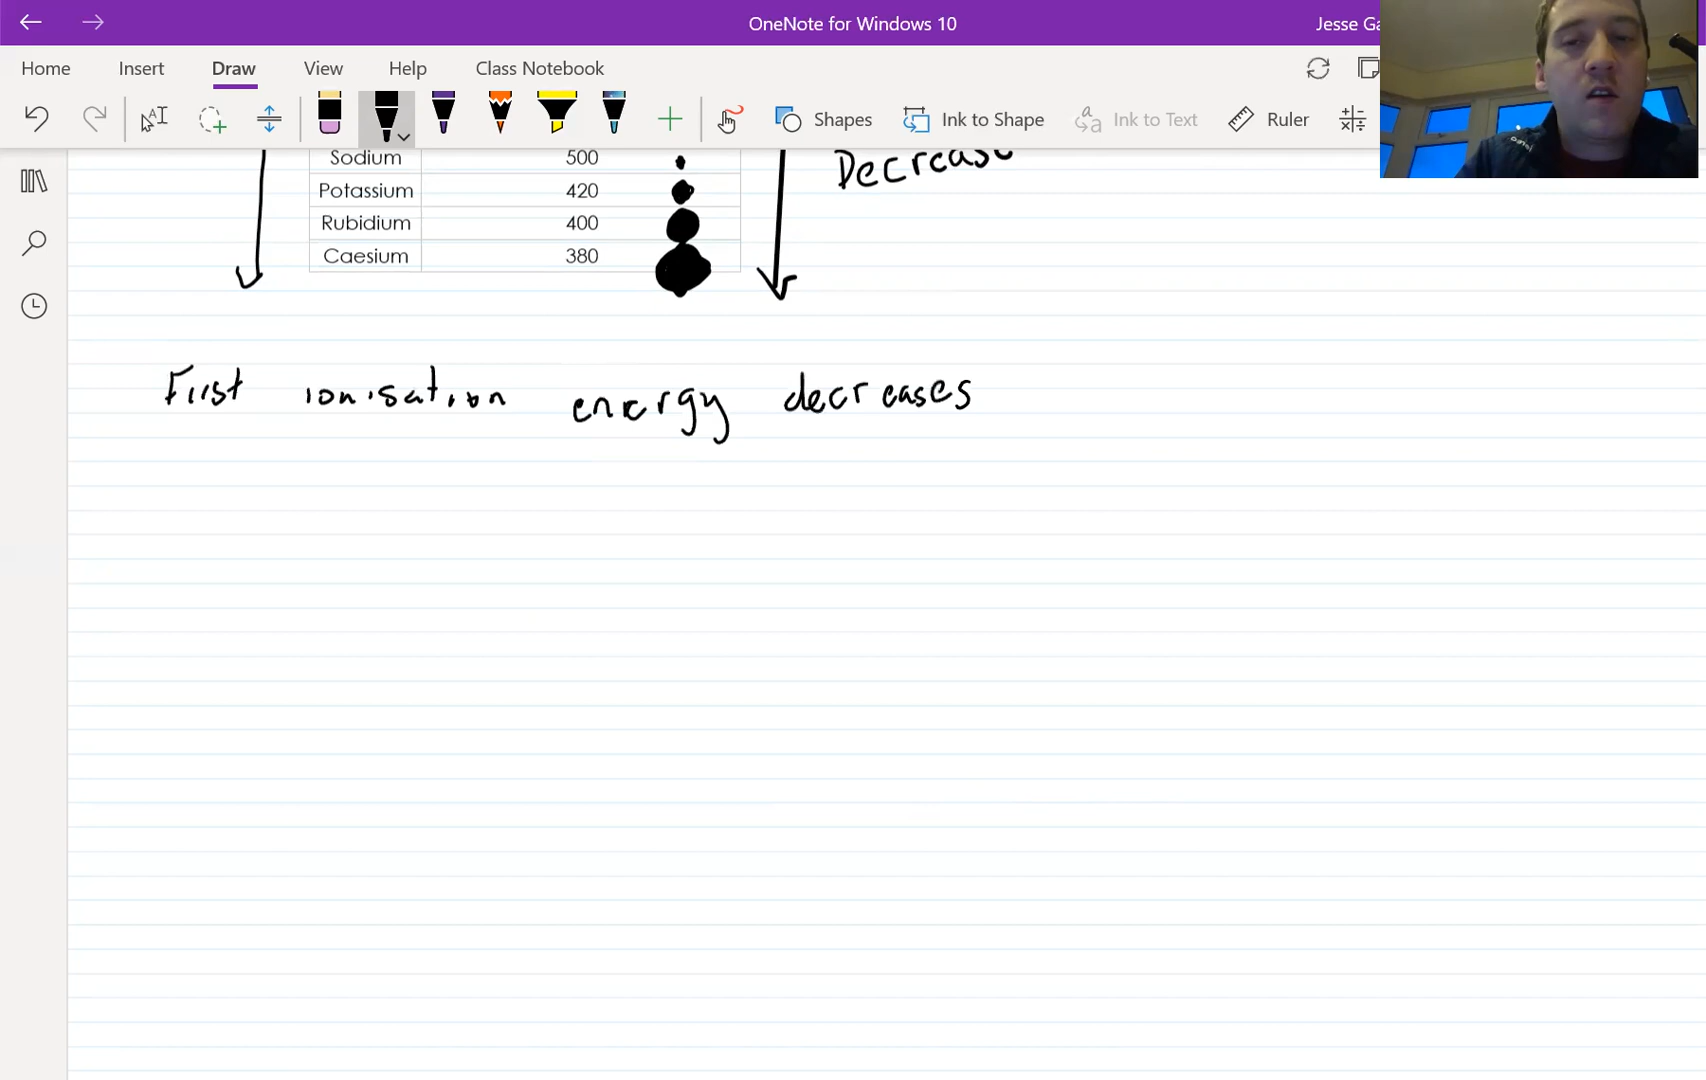 OneNote for Windows 10 Jesse Ga
Home Insert Draw View Help Class Notebook
Shapes Ink to Shape Ink to Text Ruler
Sodium 500
Potassium 420
Rubidium 400
Caesium 380
Decrease
First ionisation energy decreases